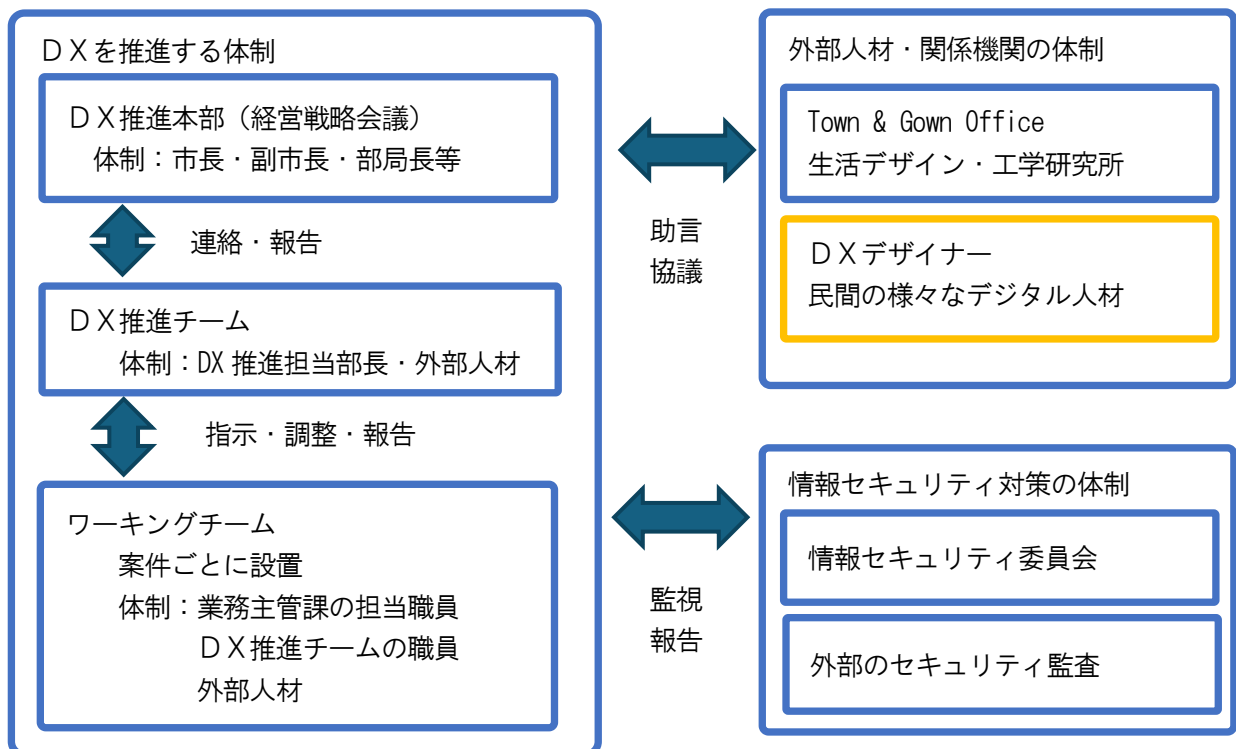 ＤＸを推進する体制
ＤＸ推進本部（経営戦略会議）
体制：市長・副市長・部局長等
連絡・報告
ＤＸ推進チーム
体制：DX推進担当部長・外部人材
指示・調整・報告
ワーキングチーム
案件ごとに設置
体制：業務主管課の担当職員
ＤＸ推進チームの職員
外部人材
助言
協議
監視
報告
外部人材・関係機関の体制
Town & Gown Office
生活デザイン・工学研究所
ＤＸデザイナー
民間の様々なデジタル人材
情報セキュリティ対策の体制
情報セキュリティ委員会
外部のセキュリティ監査